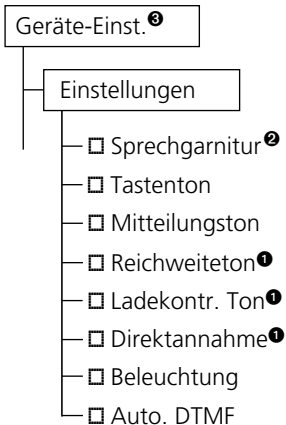 Geräte-Einst.❸
Einstellungen
Sprechgarnitur❷
Tastenton
Mitteilungston
Reichweiteton❶
Ladekontr. Ton❶
Direktannahme❶
Beleuchtung
Auto. DTMF